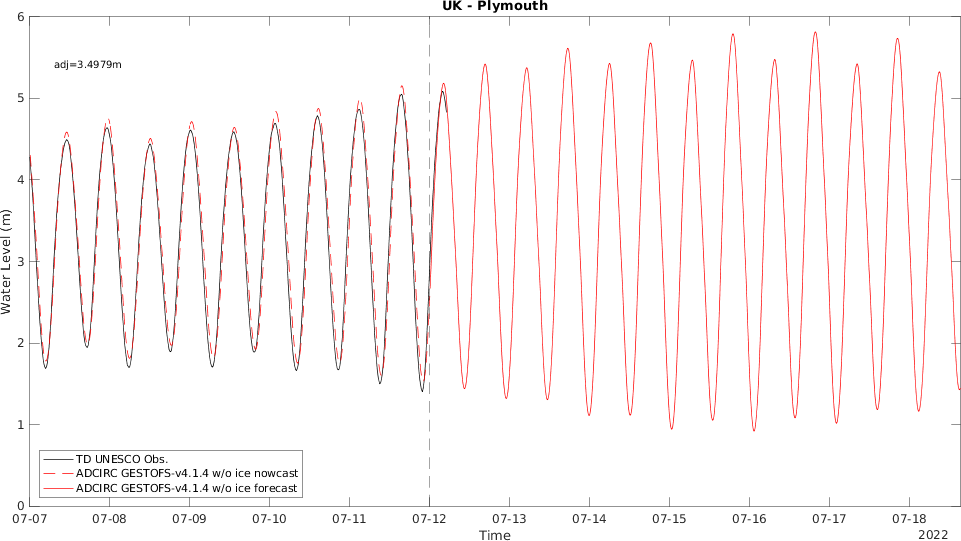 UK - Plymouth
adj=3.4979m
6
5
4
3
2
1
0
Water Level (m)
TD UNESCO Obs.
ADCIRC GESTOFS-v4.1.4 w/o ice nowcast
ADCIRC GESTOFS-v4.1.4 w/o ice forecast
07-07 07-08 07-09 07-10 07-11 07-12 07-13 07-14 07-15 07-16 07-17 07-18
Time
2022